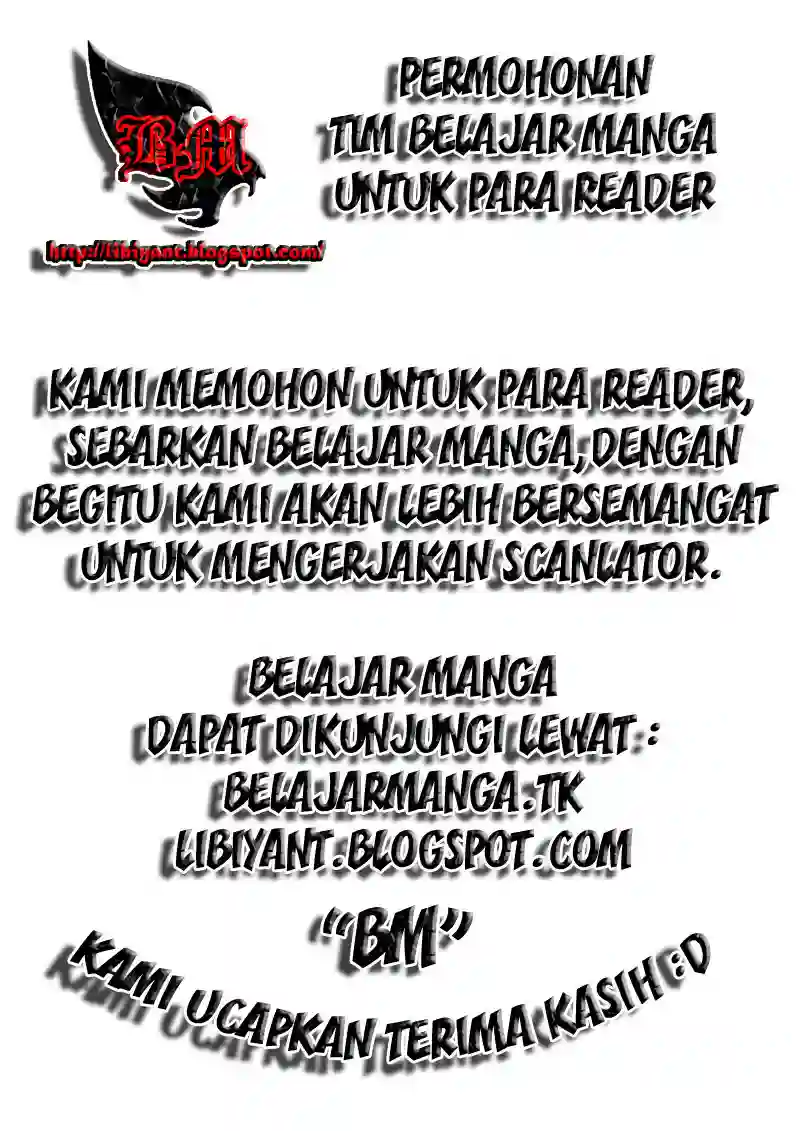 BM
http://libiyant.blogspot.com/
PERMOHONAN
TIM BELAJAR MANGA
UNTUK PARA READER
KAMI MEMOHON UNTUK PARA READER,
SEBARKAN BELAJAR MANGA, DENGAN
BEGITU KAMI AKAN LEBIH BERSEMANGAT
UNTUK MENGERJAKAN SCANLATOR.
BELAJAR MANGA
DAPAT DIKUNJUNGI LEWAT :
BELAJARMANGA.TK
LIBIYANT.BLOGSPOT.COM
"BM"
KAMI UCAPKAN TERIMA KASIH :D